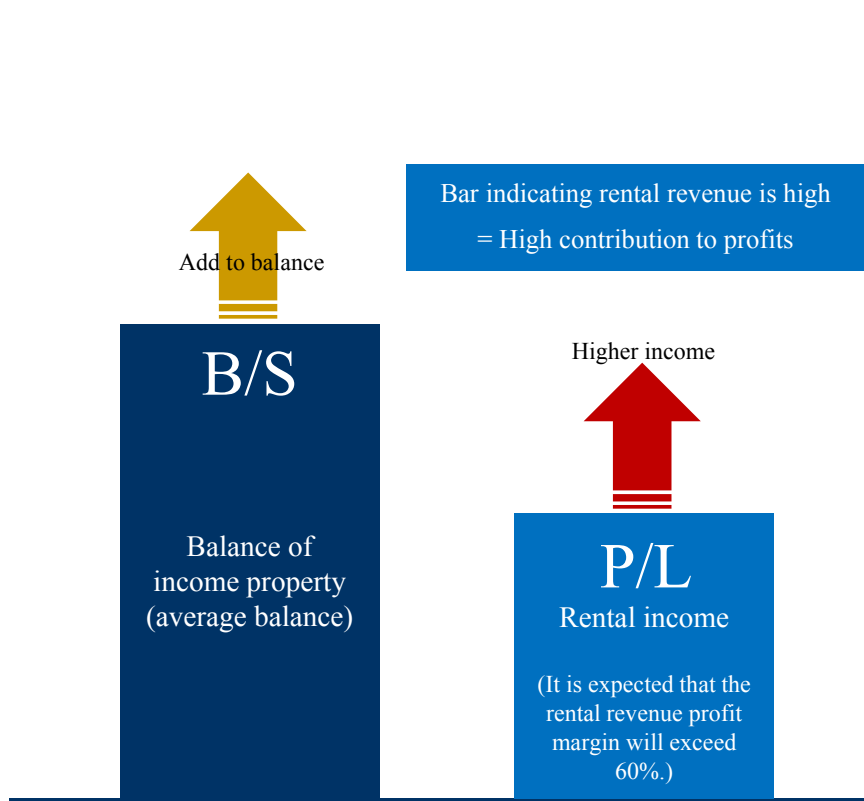 Bar indicating rental revenue is high
= High contribution to profits
Add to balance
B/S
Balance of
income property
(average balance)
Higher income
P/L
Rental income
(It is expected that the
rental revenue profit
margin will exceed
60%.)